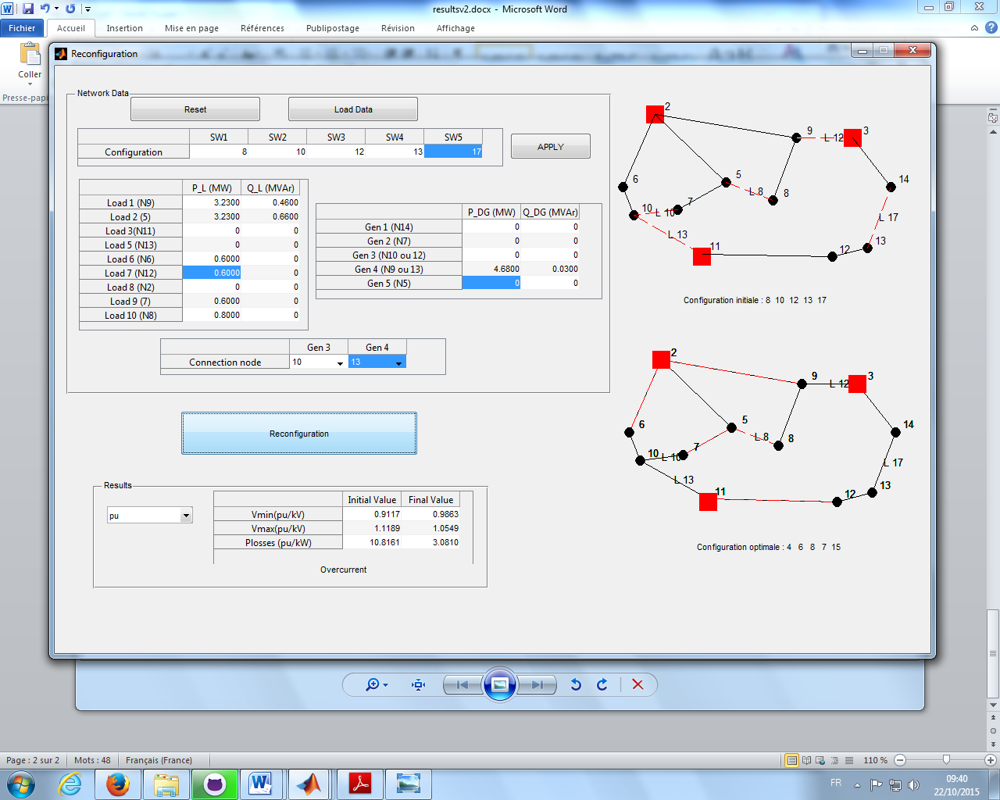 resultsv2.docx - Microsoft Word
Fichier Accueil Insertion Mise en page Références Publipostage Révision Affichage
Coller
Presse-papi
Reconfiguration
Network Data
Reset Load Data
SW1 SW2 SW3 SW4 SW5
Configuration 8 10 12 13 17
APPLY
P_L (MW) Q_L (MVAr)
Load 1 (N9) 3.2300 0.4600
Load 2 (5) 3.2300 0.6600
Load 3(N11) 0 0
Load 5 (N13) 0 0
Load 6 (N6) 0.6000 0
Load 7 (N12) 0.6000 0
Load 8 (N2) 0 0
Load 9 (7) 0.6000 0
Load 10 (N8) 0.8000 0
P_DG (MW) Q_DG (MVAr)
Gen 1 (N14) 0 0
Gen 2 (N7) 0 0
Gen 3 (N10 ou 12) 0 0
Gen 4 (N9 ou 13) 4.6800 0.0300
Gen 5 (N5) 0 0
Gen 3 Gen 4
Connection node 10 13
Reconfiguration
Results
pu
Initial Value Final Value
Vmin(pu/kV) 0.9117 0.9863
Vmax(pu/kV) 1.1189 1.0549
Plosses (pu/kW) 10.8161 3.0810
Overcurrent
2
9 L 12 3
6 5 14
L 8 8
10 L 10 7
L 17
L 13
11 12 13
Configuration initiale : 8 10 12 13 17
2
9 L 12 3
6 5 14
L 8 8
10 L 10 7
L 17
L 13
11 12 13
Configuration optimale : 4 6 8 7 15
Page : 2 sur 2 Mots : 48 Français (France) 110 %
FR 09:40
22/10/2015